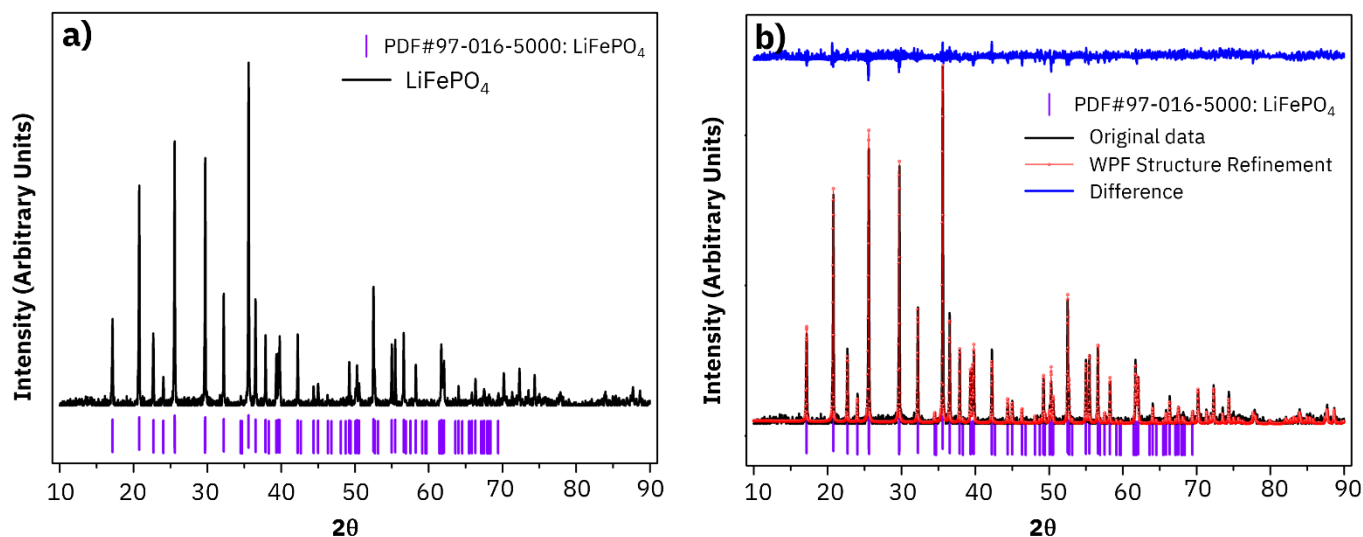 a)
PDF#97-016-5000: LiFePO₄
LiFePO₄
Intensity (Arbitrary Units)
10 20 30 40 50 60 70 80 90
2θ
b)
PDF#97-016-5000: LiFePO₄
Original data
WPF Structure Refinement
Difference
Intensity (Arbitrary Units)
10 20 30 40 50 60 70 80 90
2θ